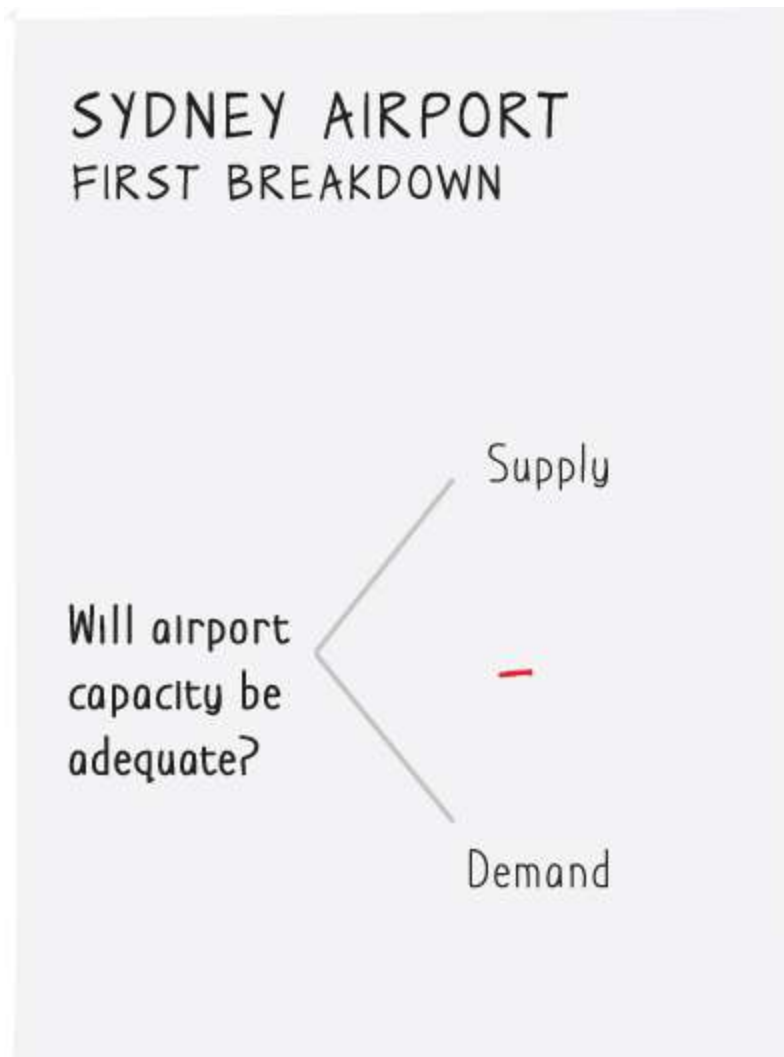 SYDNEY AIRPORT
FIRST BREAKDOWN
Supply
Will airport
capacity be
adequate?
–
Demand